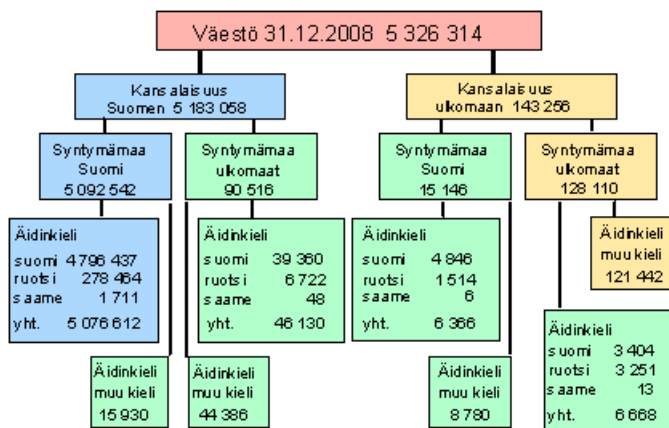 Väestö 31.12.2008 5 326 314
Kansalaisuus
Suomen 5 183 058
Kansalaisuus
ulkomaan 143 256
Syntymämaa
Suomi
5 092 542
Syntymämaa
ulkomaat
90 516
Syntymämaa
Suomi
15 146
Syntymämaa
ulkomaat
128 110
Äidinkieli
suomi 4 796 437
ruotsi 278 464
saame 1 711
yht. 5 076 612
Äidinkieli
suomi 39 360
ruotsi 6 722
saame 48
yht. 46 130
Äidinkieli
suomi 4 846
ruotsi 1 514
saame 6
yht. 6 366
Äidinkieli
muu kieli
121 442
Äidinkieli
muu kieli
15 930
Äidinkieli
muu kieli
44 386
Äidinkieli
muu kieli
8 780
Äidinkieli
suomi 3 404
ruotsi 3 251
saame 13
yht. 6 668